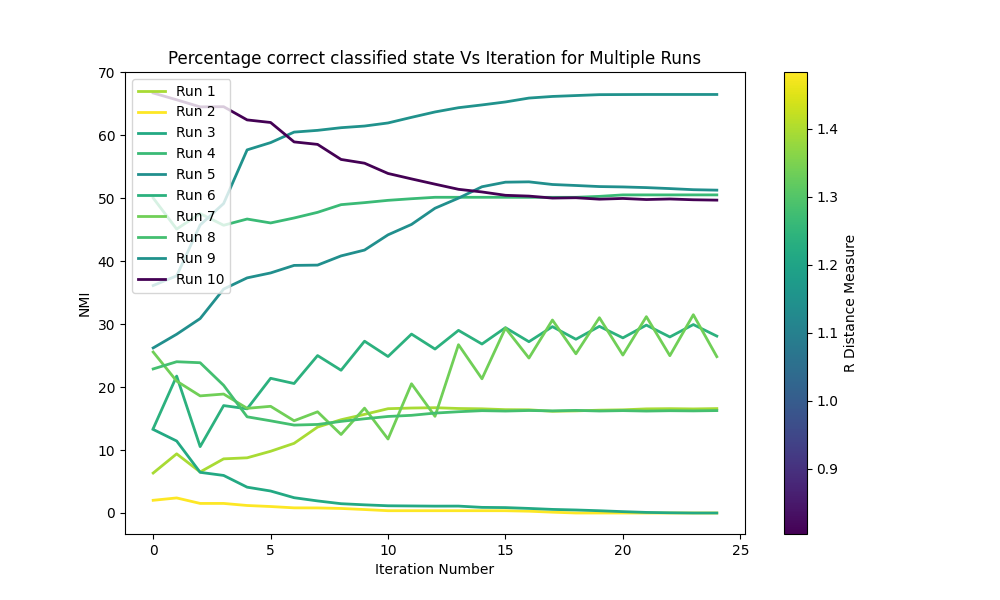 Percentage correct classified state Vs Iteration for Multiple Runs
70
60
50
40
30
20
10
0
NMI
Run 1
Run 2
Run 3
Run 4
Run 5
Run 6
Run 7
Run 8
Run 9
Run 10
0 5 10 15 20 25
Iteration Number
1.4
1.3
1.2
1.1
1.0
0.9
R Distance Measure